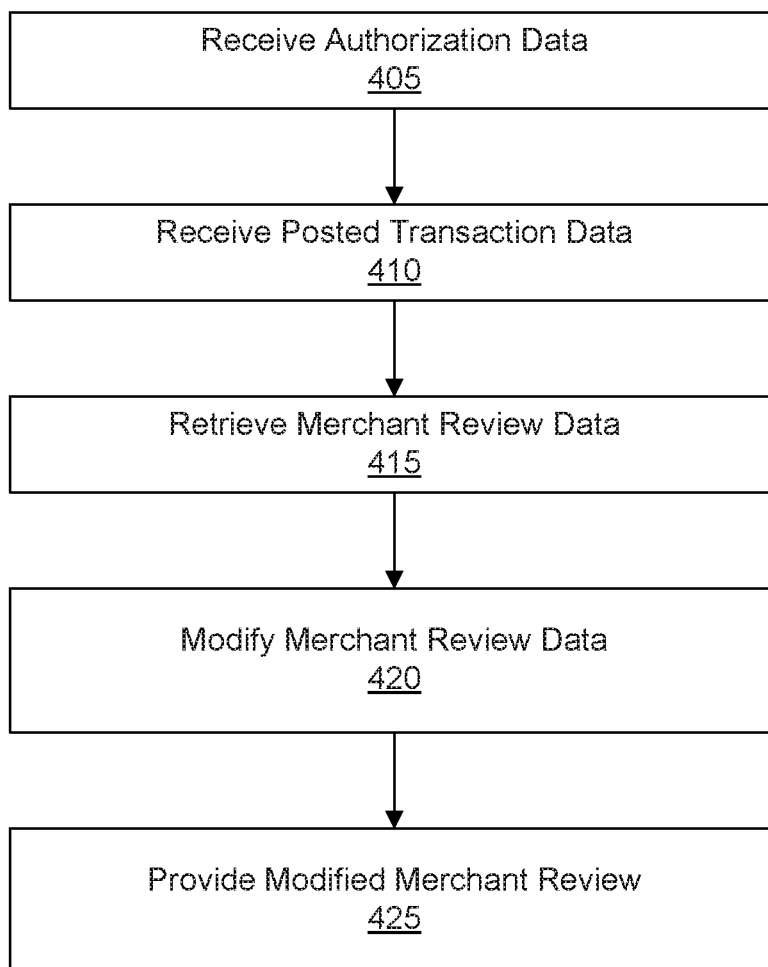 Receive Authorization Data
405
Receive Posted Transaction Data
410
Retrieve Merchant Review Data
415
Modify Merchant Review Data
420
Provide Modified Merchant Review
425